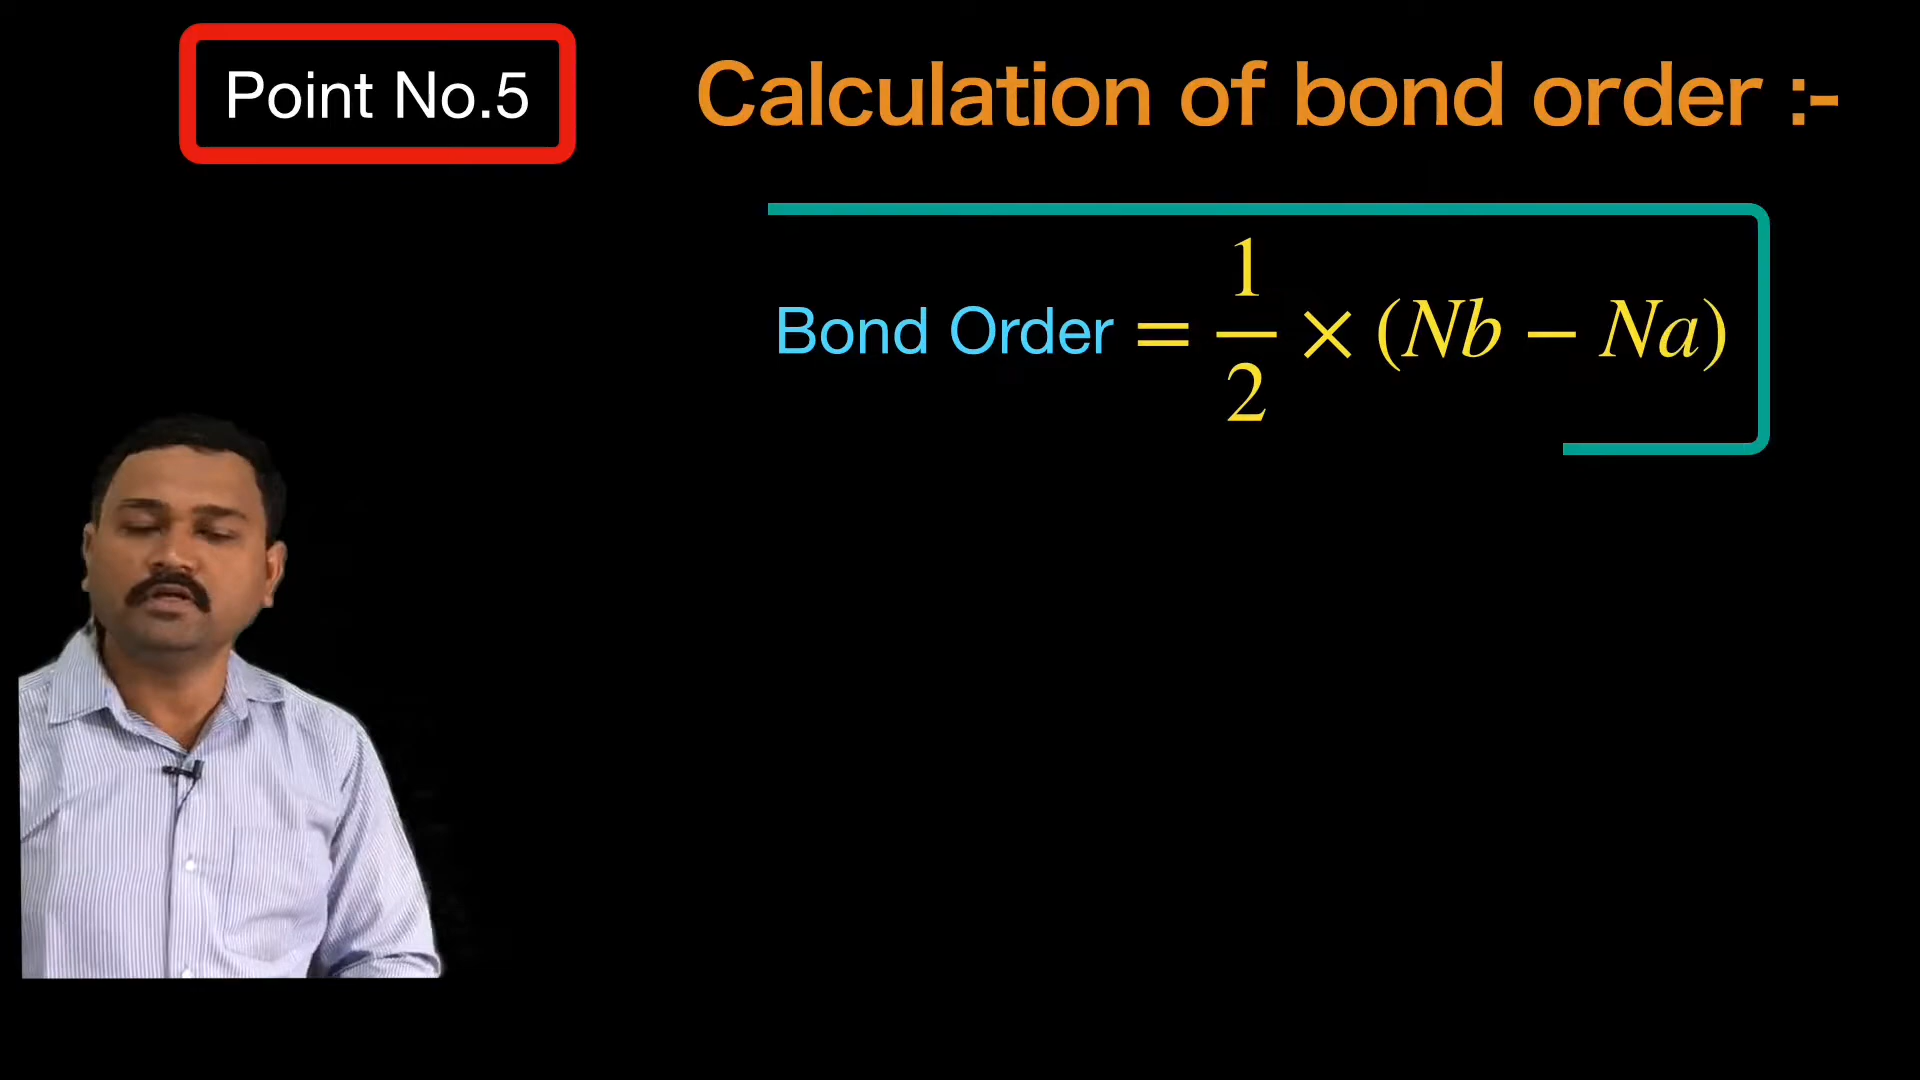 Point No.5
Calculation of bond order :-
Bond Order = 1/2 × (Nb − Na)